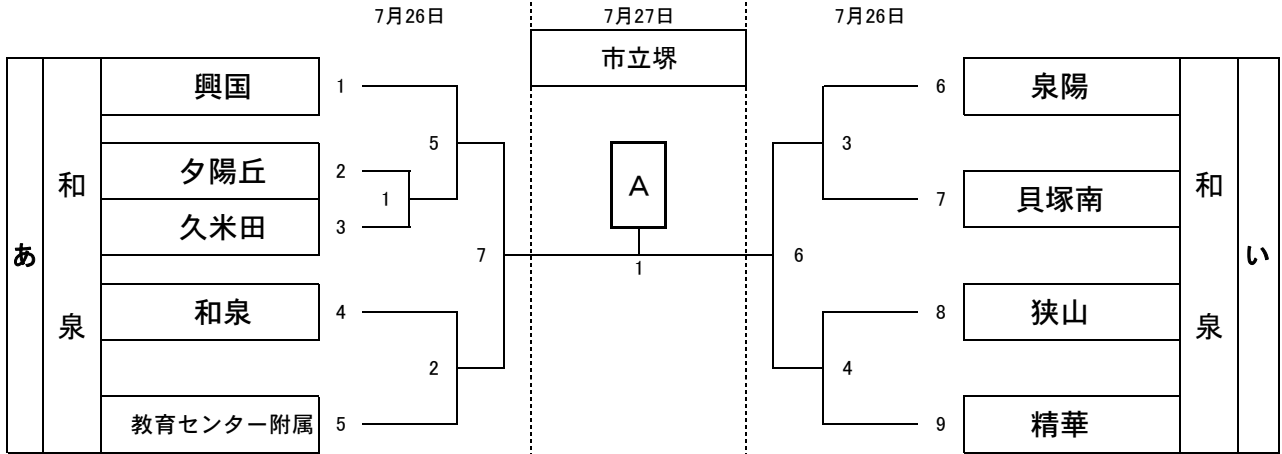 7月26日 7月27日 7月26日
市立堺
興国 1 6 泉陽
5 3
夕陽丘 2 A 7 貝塚南
1
久米田 3
あ 和泉 7 1 6 和泉 い
和泉 4 8 狭山
2 4
教育センター附属 5 9 精華